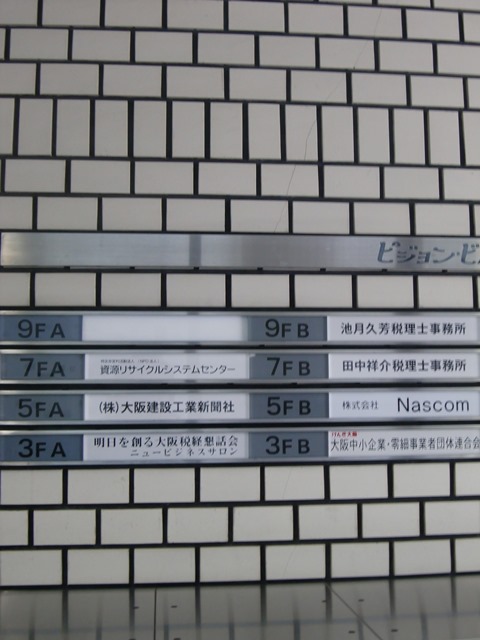 ピジョン・ビ
9FA
9FB 池月久芳税理士事務所
7FA 資源リサイクルシステムセンター
7FB 田中祥介税理士事務所
5FA (株)大阪建設工業新聞社
5FB 株式会社 Nascom
3FA 明日を創る大阪税経懇話会
ニュービジネスサロン
3FB
大阪中小企業・零細事業者団体連合会